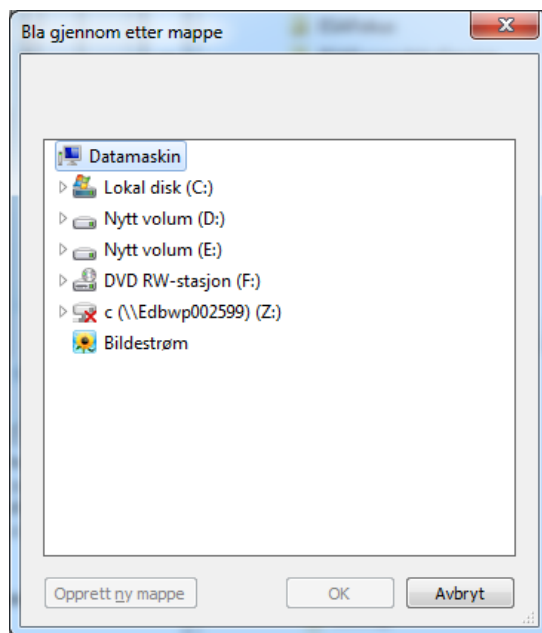 Bla gjennom etter mappe
Datamaskin
Lokal disk (C:)
Nytt volum (D:)
Nytt volum (E:)
DVD RW-stasjon (F:)
c (\\Edbwp002599) (Z:)
Bildestrøm
Opprett ny mappe
OK
Avbryt